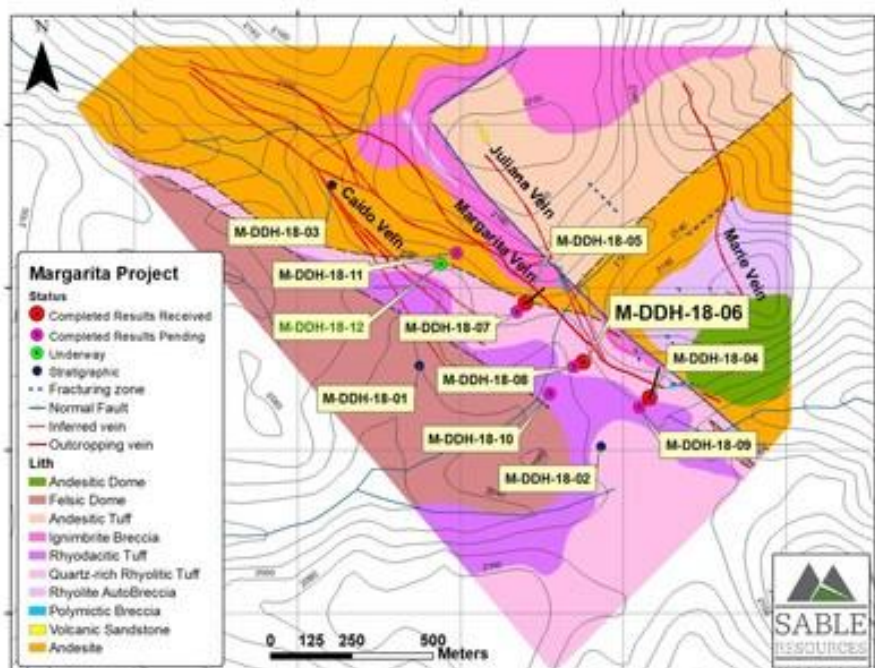 N
Juliana Vein
Caido Vein
Margarita Vein
Marie Vein
M-DDH-18-05
M-DDH-18-03
M-DDH-18-11
M-DDH-18-12
M-DDH-18-07
M-DDH-18-06
M-DDH-18-04
M-DDH-18-08
M-DDH-18-01
M-DDH-18-10
M-DDH-18-09
M-DDH-18-02
Margarita Project
Status
Completed Results Received
Completed Results Pending
Underway
Stratigraphic
Fracturing zone
Normal Fault
Inferred vein
Outcropping vein
Lith
Andesitic Dome
Felsic Dome
Andesitic Tuff
Ignimbrite Breccia
Rhyodacitic Tuff
Quartz-rich Rhyolitic Tuff
Rhyolite AutoBreccia
Polymictic Breccia
Volcanic Sandstone
Andesite
0 125 250 500
Meters
SABLE
RESOURCES